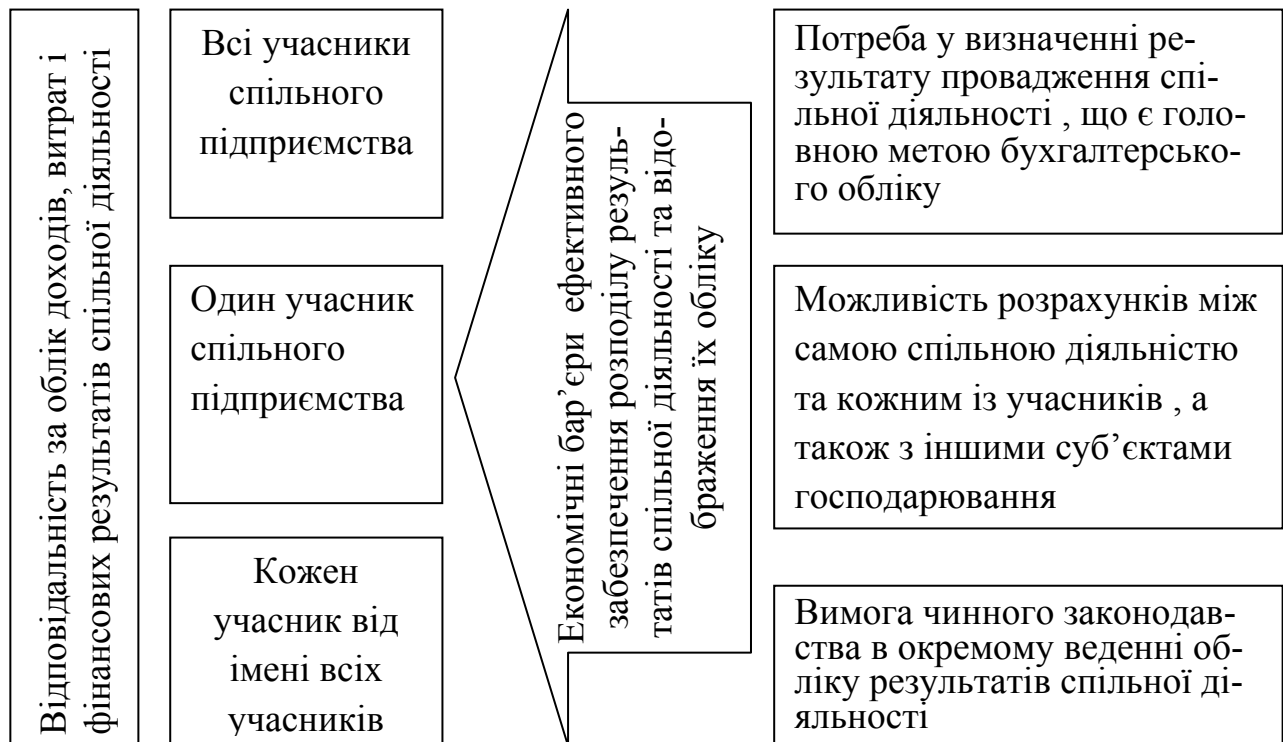 Відповідальність за облік доходів, витрат і
фінансових результатів спільної діяльності
Всі учасники
спільного
підприємства
Один учасник
спільного
підприємства
Кожен
учасник від
імені всіх
учасників
Економічні бар’єри ефективного
забезпечення розподілу резуль-
татів спільної діяльності та відо-
браження їх обліку
Потреба у визначенні ре-
зультату провадження спі-
льної діяльності , що є голо-
вною метою бухгалтерсько-
го обліку
Можливість розрахунків між
самою спільною діяльністю
та кожним із учасників , а
також з іншими суб’єктами
господарювання
Вимога чинного законодав-
ства в окремому веденні об-
ліку результатів спільної ді-
яльності